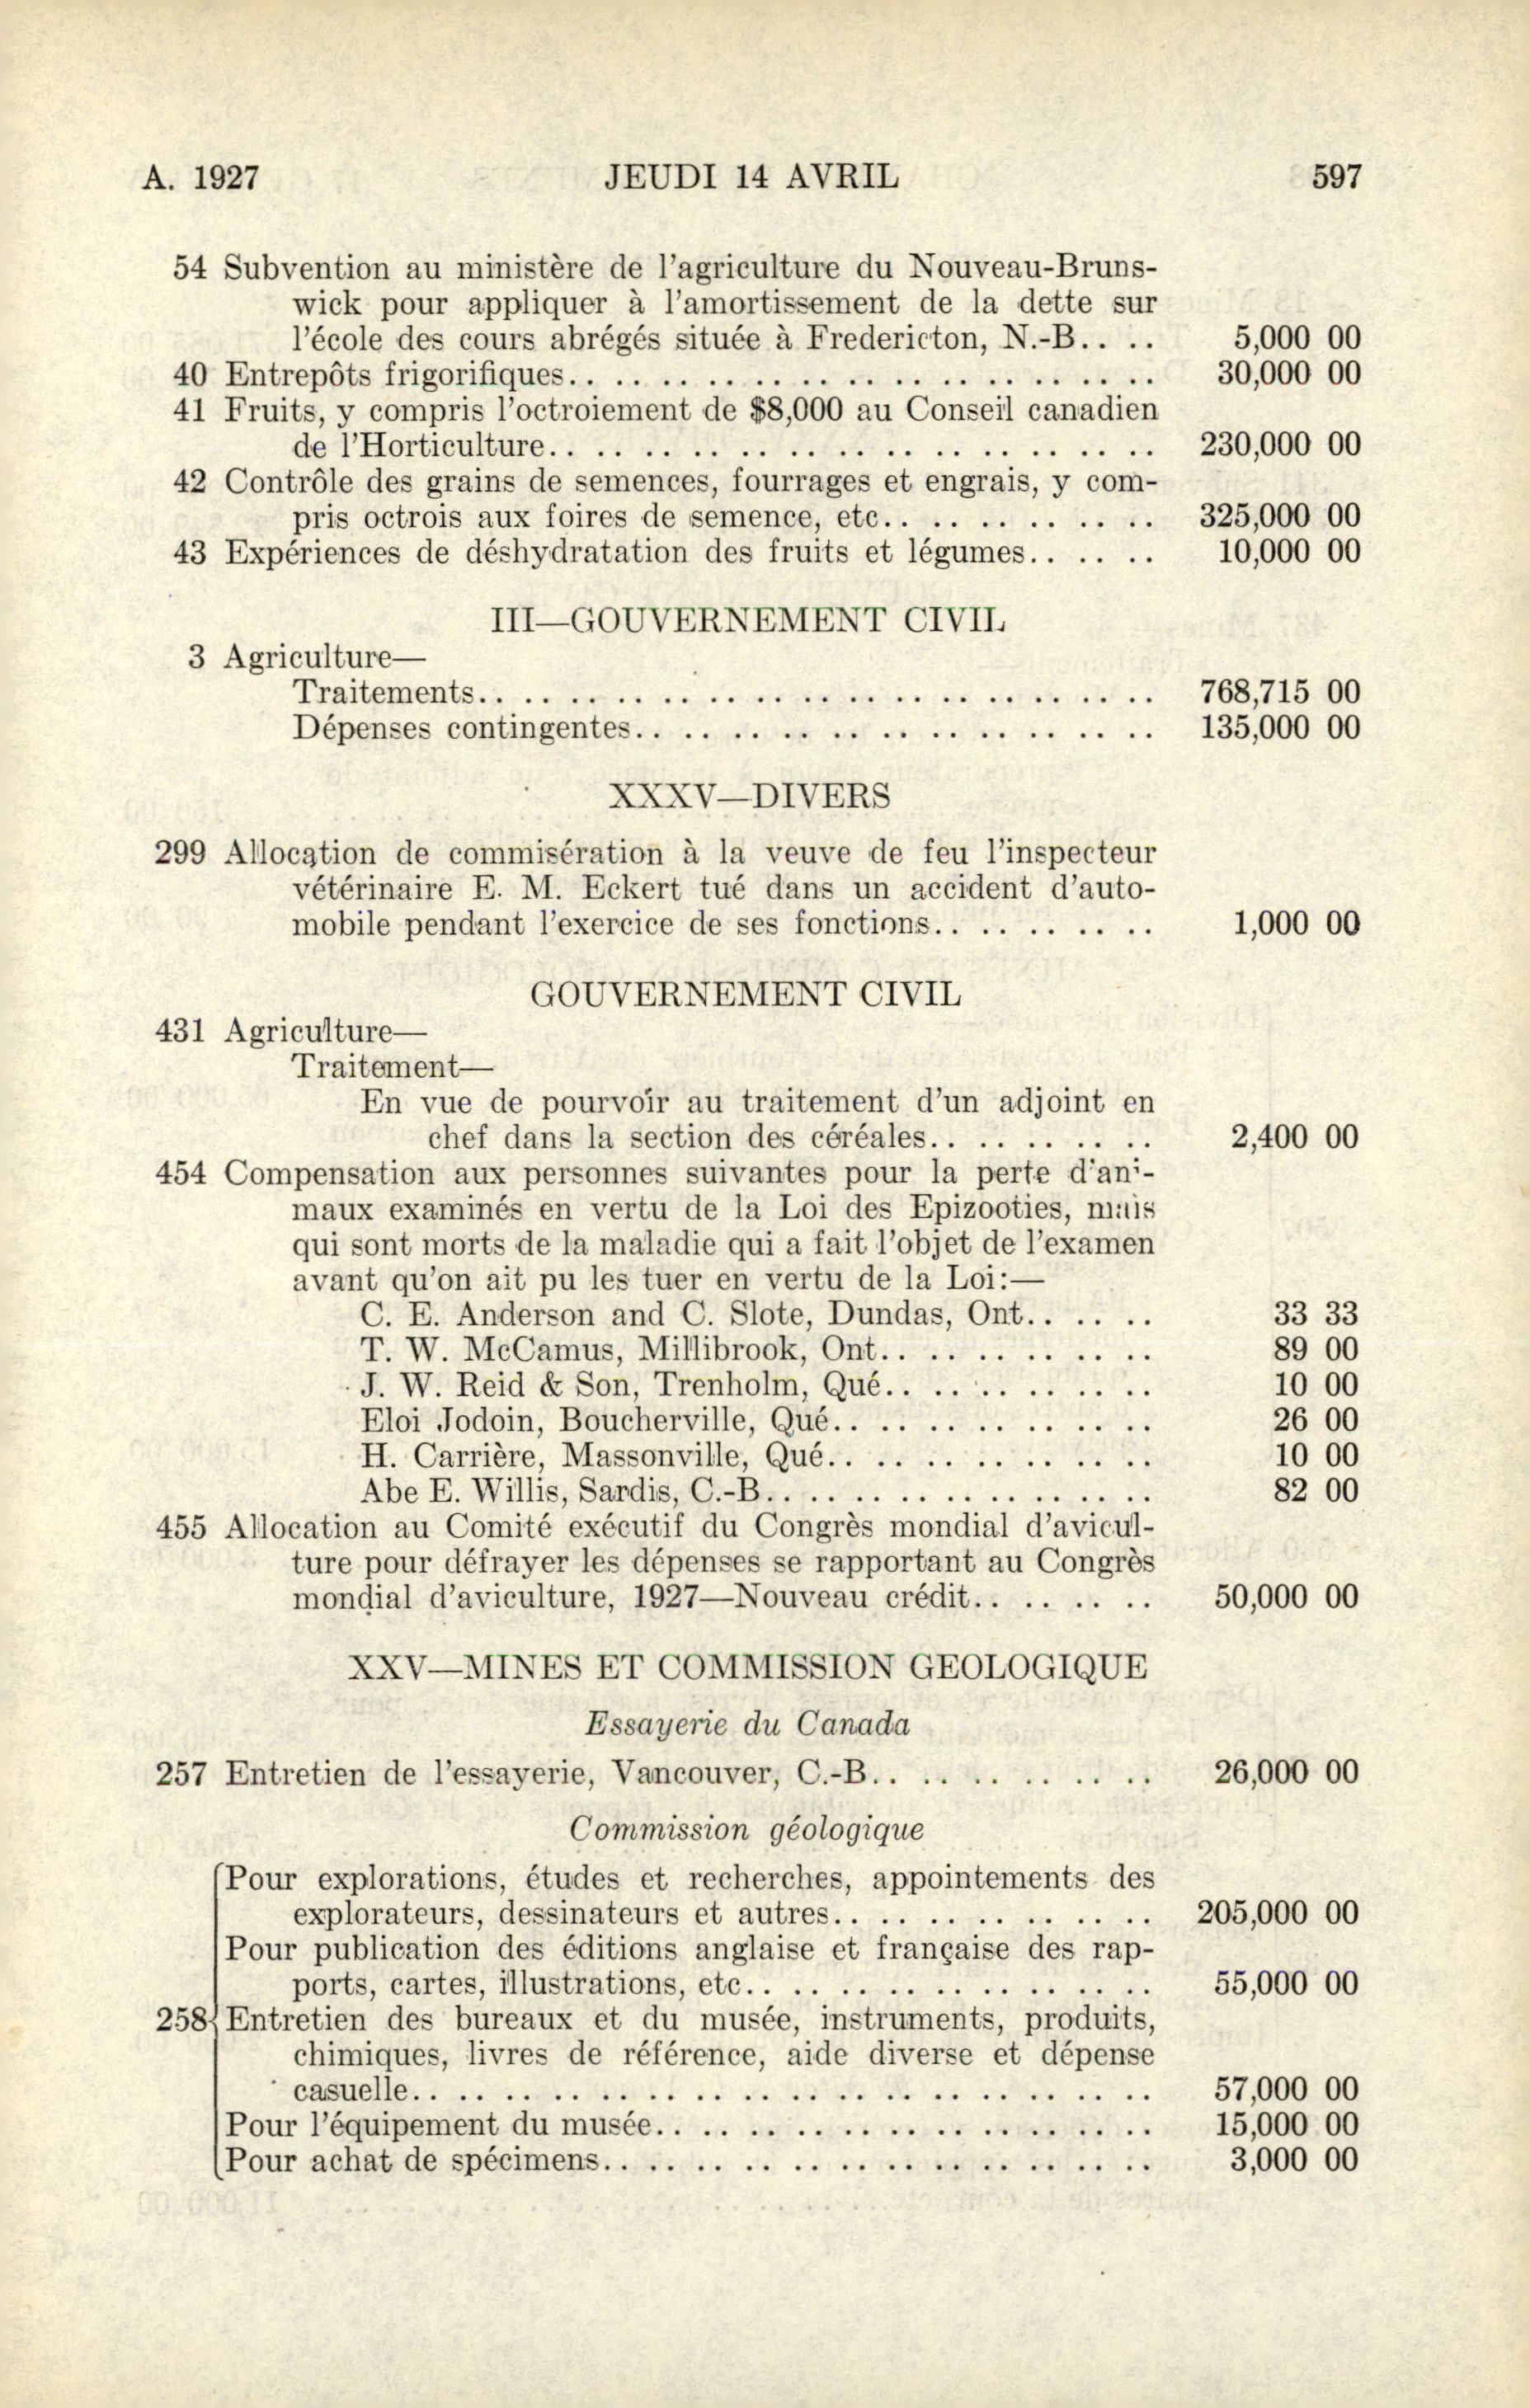 A. 1927 JEUDI 14 AVRIL 597
54 Subvention au ministère de l'agriculture du Nouveau-Bruns-
wick pour appliquer à l'amortissement de la dette sur
l'école des cours abrégés située à Fredericton, N.-B.. .. 5,000 00
40 Entrepôts frigorifiques.. .. .. .. .. .. .. .. .. .. .. .. .. 30,000 00
41 Fruits, y compris l'octroiement de $8,000 au Conseil canadien
de l'Horticulture.. .. .. .. .. .. .. .. .. .. .. .. .. 230,000 00
42 Contrôle des grains de semences, fourrages et engrais, y com-
pris octrois aux foires de semence, etc.. .. .. .. .. .. 325,000 00
43 Expériences de déshydratation des fruits et légumes.. .. .. 10,000 00
III—GOUVERNEMENT CIVIL
3 Agriculture—
Traitements.. .. .. .. .. .. .. .. .. .. .. .. .. .. .. 768,715 00
Dépenses contingentes.. .. .. .. .. .. .. .. .. .. .. 135,000 00
XXXV—DIVERS
299 Allocation de commisération à la veuve de feu l'inspecteur
vétérinaire E. M. Eckert tué dans un accident d'auto-
mobile pendant l'exercice de ses fonctions.. .. .. .. .. 1,000 00
GOUVERNEMENT CIVIL
431 Agriculture—
Traitement—
En vue de pourvoir au traitement d'un adjoint en
chef dans la section des céréales.. .. .. .. .. 2,400 00
454 Compensation aux personnes suivantes pour la perte d'ani-
maux examinés en vertu de la Loi des Epizooties, mais
qui sont morts de la maladie qui a fait l'objet de l'examen
avant qu'on ait pu les tuer en vertu de la Loi:—
C. E. Anderson and C. Slote, Dundas, Ont.. .. .. 33 33
T. W. McCamus, Millibrook, Ont.. .. .. .. .. .. 89 00
J. W. Reid & Son, Trenholm, Qué.. .. .. .. .. .. 10 00
Eloi Jodoin, Boucherville, Qué.. .. .. .. .. .. .. 26 00
H. Carrière, Massonville, Qué.. .. .. .. .. .. .. 10 00
Abe E. Willis, Sardis, C.-B.. .. .. .. .. .. .. .. .. 82 00
455 Allocation au Comité exécutif du Congrès mondial d'avicul-
ture pour défrayer les dépenses se rapportant au Congrès
mondial d'aviculture, 1927—Nouveau crédit.. .. .. .. 50,000 00
XXV—MINES ET COMMISSION GEOLOGIQUE
Essayerie du Canada
257 Entretien de l'essayerie, Vancouver, C.-B.. .. .. .. .. .. 26,000 00
Commission géologique
Pour explorations, études et recherches, appointements des
explorateurs, dessinateurs et autres.. .. .. .. .. .. .. 205,000 00
Pour publication des éditions anglaise et française des rap-
ports, cartes, illustrations, etc.. .. .. .. .. .. .. .. .. 55,000 00
258 Entretien des bureaux et du musée, instruments, produits,
chimiques, livres de référence, aide diverse et dépense
casuelle.. .. .. .. .. .. .. .. .. .. .. .. .. .. .. .. 57,000 00
Pour l'équipement du musée.. .. .. .. .. .. .. .. .. .. .. 15,000 00
Pour achat de spécimens.. .. .. .. .. .. .. .. .. .. .. .. 3,000 00